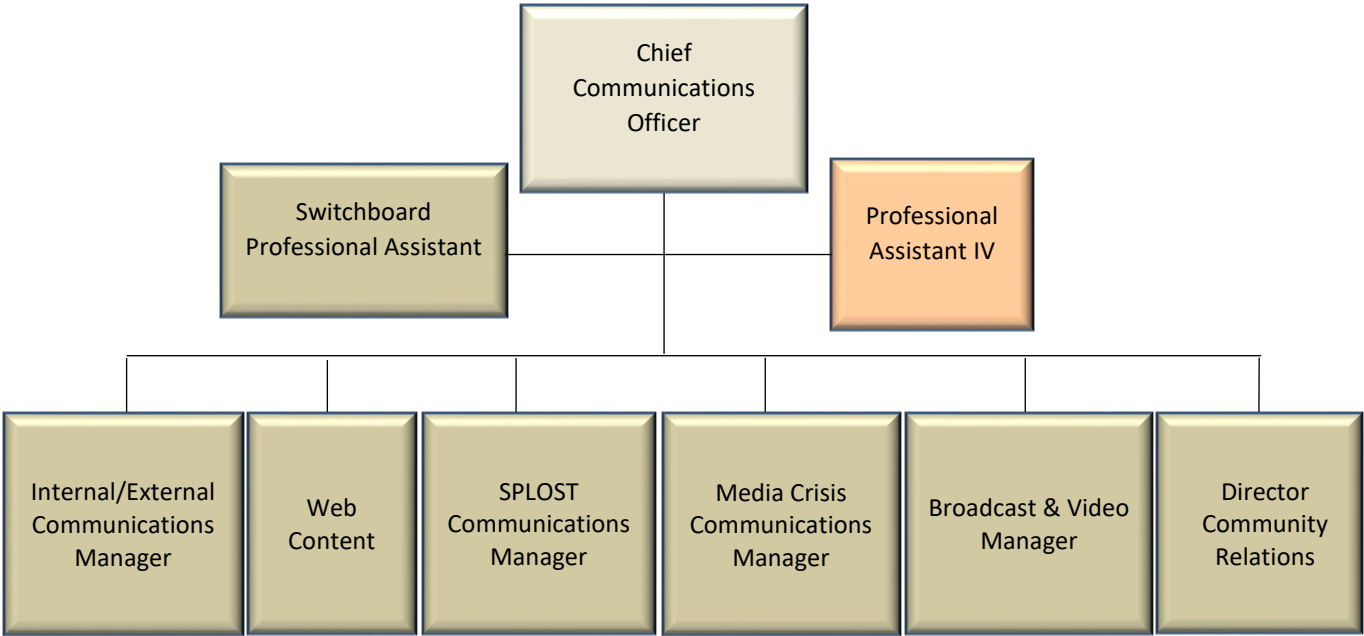 Chief
Communications
Officer
Switchboard
Professional Assistant
Professional
Assistant IV
Internal/External
Communications
Manager
Web
Content
SPLOST
Communications
Manager
Media Crisis
Communications
Manager
Broadcast & Video
Manager
Director
Community
Relations